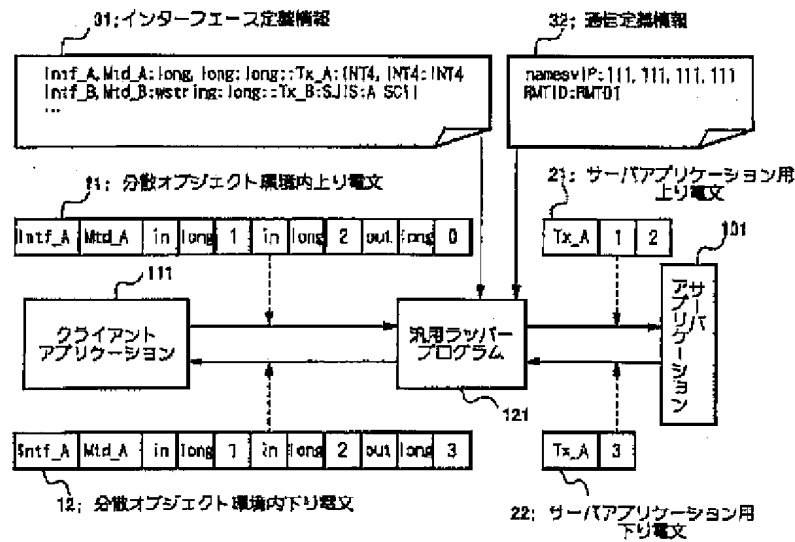 31:インターフェース定義情報
Intf_A,Mtd_A:long,long:long::Tx_A:INT4,INT4:INT4
Intf_B,Mtd_B:wstring:long::Tx_B:SJIS:ASCII
...
32: 通信定義情報
namesvIP:111,111,111,111
RMTID:RMT01
11: 分散オブジェクト環境内上り電文
Intf_A Mtd_A in long 1 in long 2 out long 0
21: サーバアプリケーション用
上り電文
Tx_A 1 2
101
サーバ
アプリケーション
111
クライアント
アプリケーション
汎用ラッパー
プログラム
121
Intf_A Mtd_A in long 1 in long 2 out long 3
12: 分散オブジェクト環境内下り電文
Tx_A 3
22: サーバアプリケーション用
下り電文